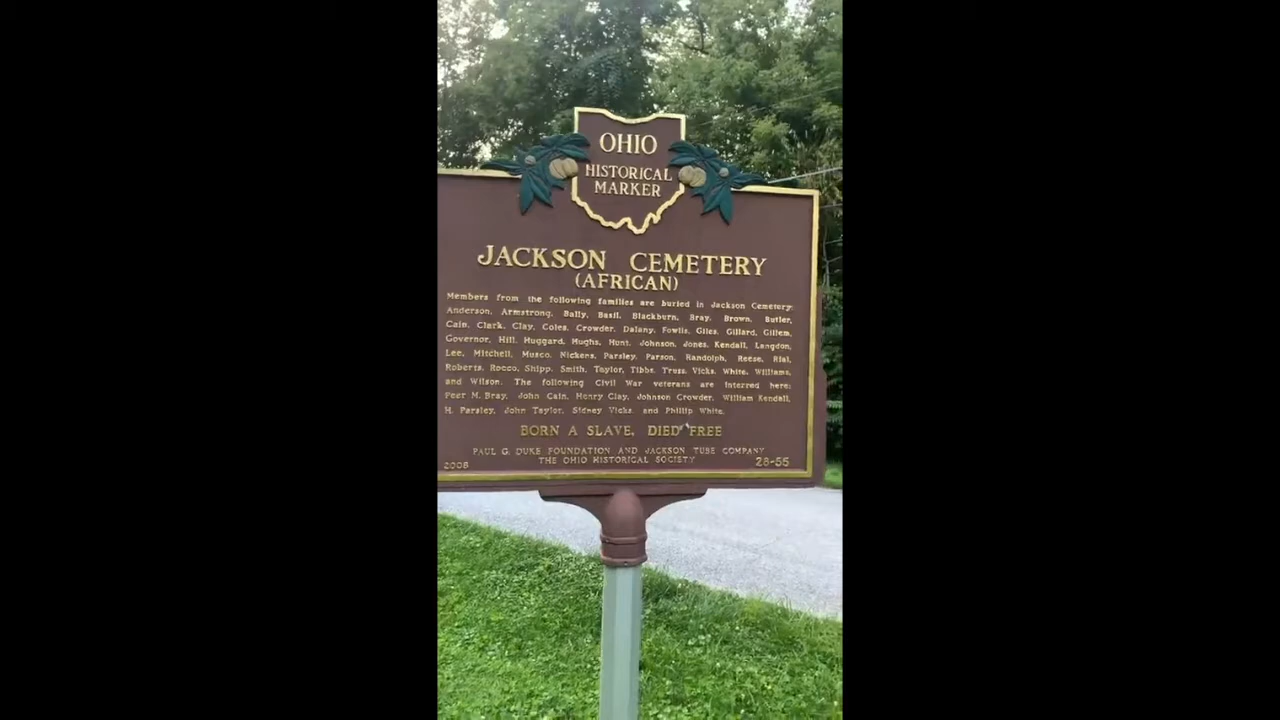 OHIO
HISTORICAL
MARKER
JACKSON CEMETERY
(AFRICAN)
Members from the following families are buried in Jackson Cemetery:
Anderson, Armstrong, Bally, Basil, Blackburn, Bray, Brown, Butler,
Cain, Clark, Clay, Coles, Crowder, Dalany, Fowlis, Giles, Gillard, Gillem,
Governor, Hill, Huggard, Hughs, Hunt, Johnson, Jones, Kendall, Langdon,
Lee, Mitchell, Musco, Nickens, Parsley, Parson, Randolph, Reese, Rial,
Roberts, Rocco, Shipp, Smith, Taylor, Tibbs, Truss, Vicks, White, Williams,
and Wilson. The following Civil War veterans are interred here:
Peer M. Bray, John Cain, Henry Clay, Johnson Crowder, William Kendall,
H. Parsley, John Taylor, Sidney Vicks, and Phillip White.
BORN A SLAVE, DIED FREE
PAUL G. DUKE FOUNDATION AND JACKSON TUBE COMPANY
THE OHIO HISTORICAL SOCIETY
2008 28-55